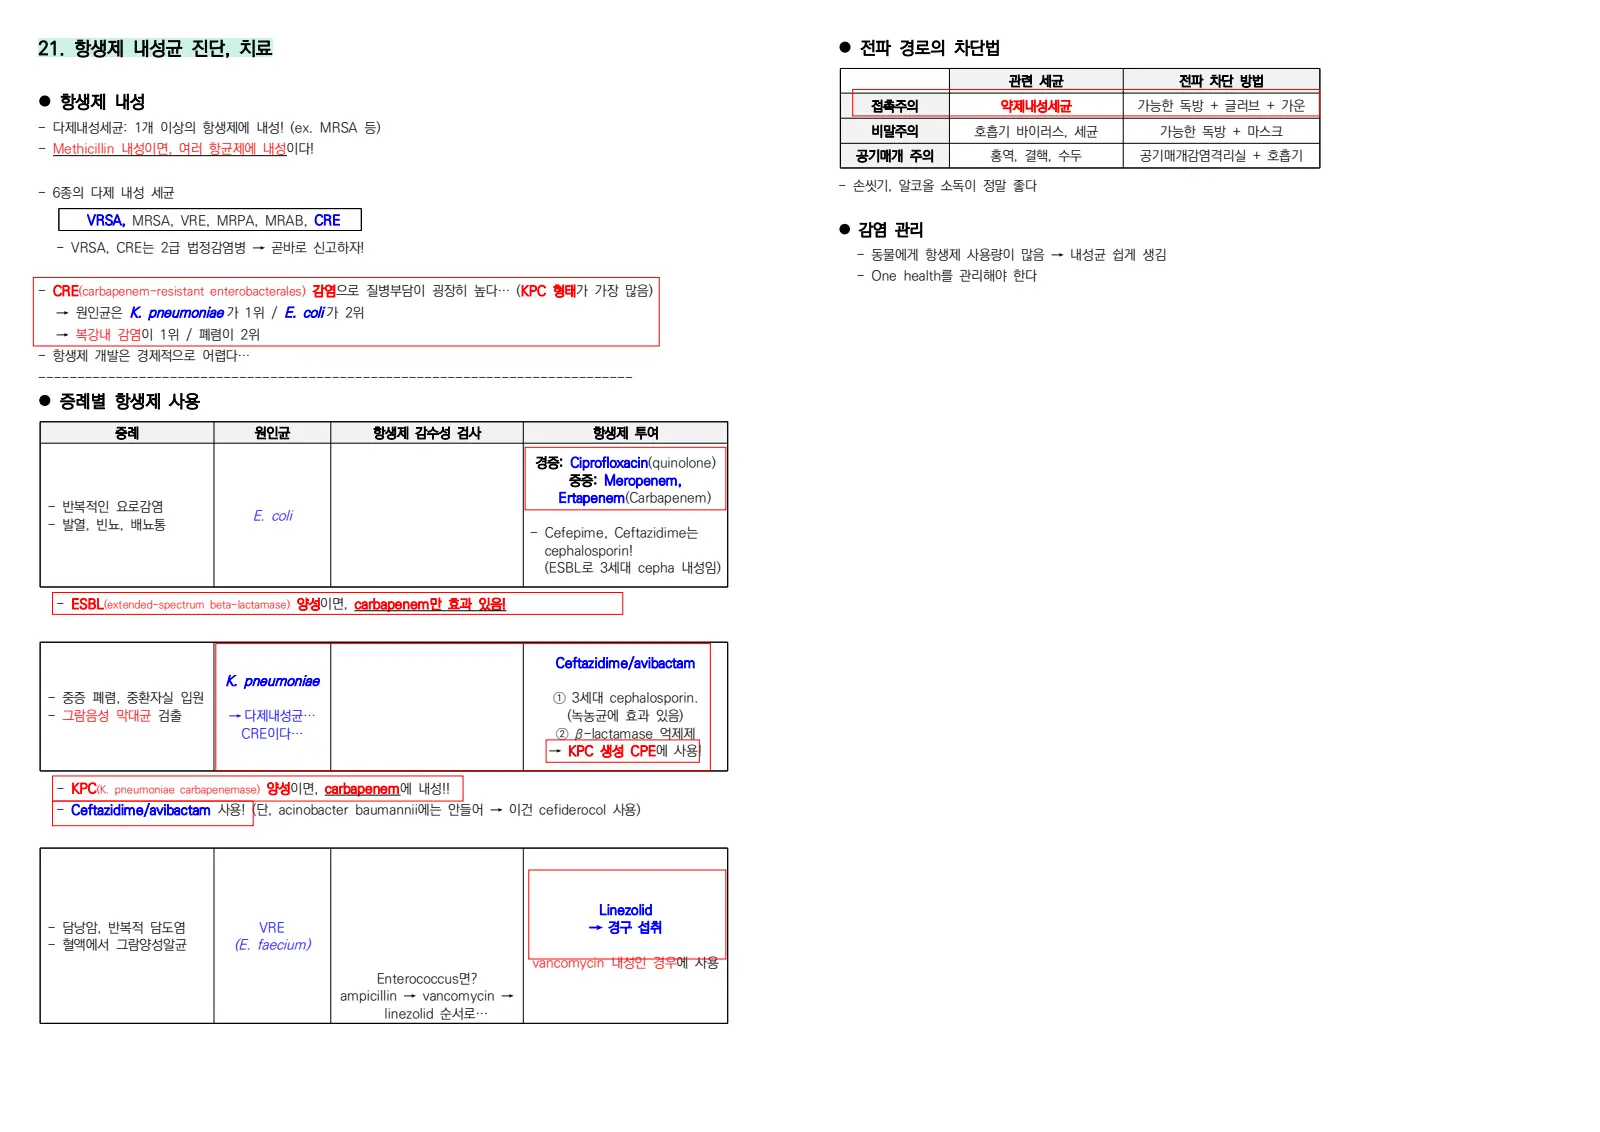 21. 항생제 내성균 진단, 치료
● 항생제 내성
- 다제내성세균: 1개 이상의 항생제에 내성! (ex. MRSA 등)
- Methicillin 내성이면, 여러 항균제에 내성이다!
- 6종의 다제 내성 세균
VRSA, MRSA, VRE, MRPA, MRAB, CRE
- VRSA, CRE는 2급 법정감염병 → 곧바로 신고하자!
- CRE(carbapenem-resistant enterobacterales) 감염으로 질병부담이 굉장히 높다… (KPC 형태가 가장 많음)
→ 원인균은 K. pneumoniae가 1위 / E. coli가 2위
→ 복강내 감염이 1위 / 폐렴이 2위
- 항생제 개발은 경제적으로 어렵다…
------------------------------------------------------------------------------
● 증례별 항생제 사용
증례 원인균 항생제 감수성 검사 항생제 투여
- 반복적인 요로감염
- 발열, 빈뇨, 배뇨통
E. coli
경증: Ciprofloxacin(quinolone)
중증: Meropenem,
Ertapenem(Carbapenem)
- Cefepime, Ceftazidime는
cephalosporin!
(ESBL로 3세대 cepha 내성임)
- ESBL(extended-spectrum beta-lactamase) 양성이면, carbapenem만 효과 있음!
- 중증 폐렴, 중환자실 입원
- 그람음성 막대균 검출
K. pneumoniae
→ 다제내성균…
CRE이다…
Ceftazidime/avibactam
① 3세대 cephalosporin.
(녹농균에 효과 있음)
② β-lactamase 억제제
→ KPC 생성 CPE에 사용!
- KPC(K. pneumoniae carbapenemase) 양성이면, carbapenem에 내성!!
- Ceftazidime/avibactam 사용! (단, acinobacter baumannii에는 안들어 → 이건 cefiderocol 사용)
- 담낭암, 반복적 담도염
- 혈액에서 그람양성알균
VRE
(E. faecium)
Enterococcus면?
ampicillin → vancomycin →
linezolid 순서로…
Linezolid
→ 경구 섭취
vancomycin 내성인 경우에 사용
● 전파 경로의 차단법
관련 세균 전파 차단 방법
접촉주의 약제내성세균 가능한 독방 + 글러브 + 가운
비말주의 호흡기 바이러스, 세균 가능한 독방 + 마스크
공기매개 주의 홍역, 결핵, 수두 공기매개감염격리실 + 호흡기
- 손씻기, 알코올 소독이 정말 좋다
● 감염 관리
- 동물에게 항생제 사용량이 많음 → 내성균 쉽게 생김
- One health를 관리해야 한다